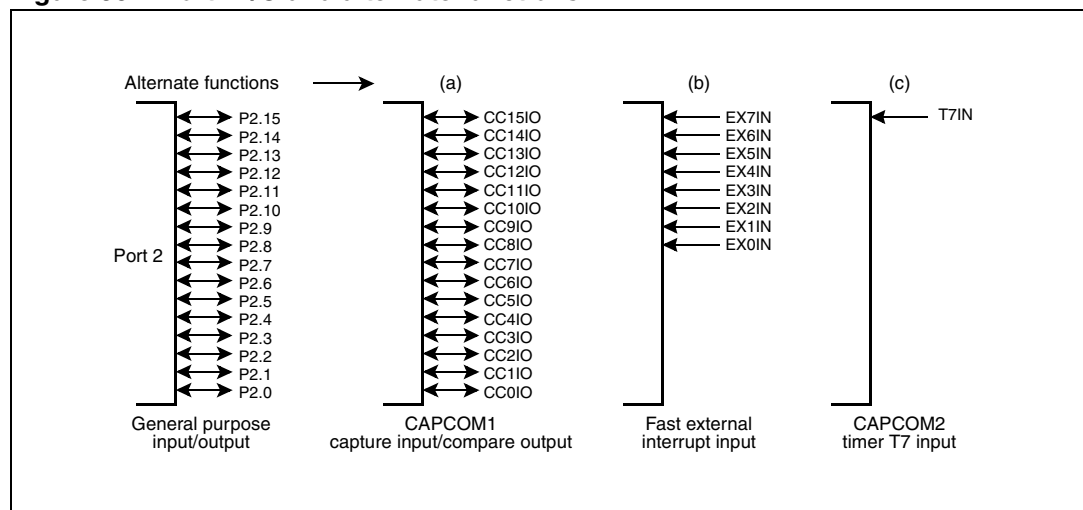 Alternate functions (a) (b) (c)
P2.15 CC15IO EX7IN T7IN
P2.14 CC14IO EX6IN
P2.13 CC13IO EX5IN
P2.12 CC12IO EX4IN
P2.11 CC11IO EX3IN
P2.10 CC10IO EX2IN
P2.9 CC9IO EX1IN
P2.8 CC8IO EX0IN
Port 2
P2.7 CC7IO
P2.6 CC6IO
P2.5 CC5IO
P2.4 CC4IO
P2.3 CC3IO
P2.2 CC2IO
P2.1 CC1IO
P2.0 CC0IO
General purpose CAPCOM1 Fast external CAPCOM2
input/output capture input/compare output interrupt input timer T7 input